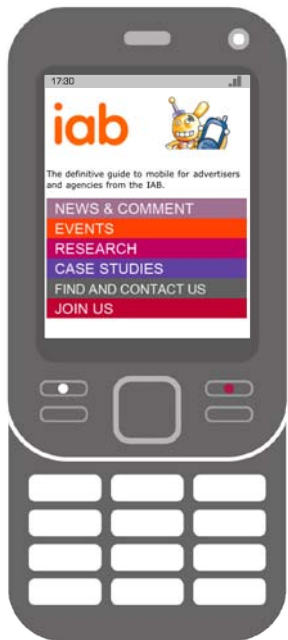 17:30
iab
The definitive guide to mobile for advertisers
and agencies from the IAB.
NEWS & COMMENT
EVENTS
RESEARCH
CASE STUDIES
FIND AND CONTACT US
JOIN US